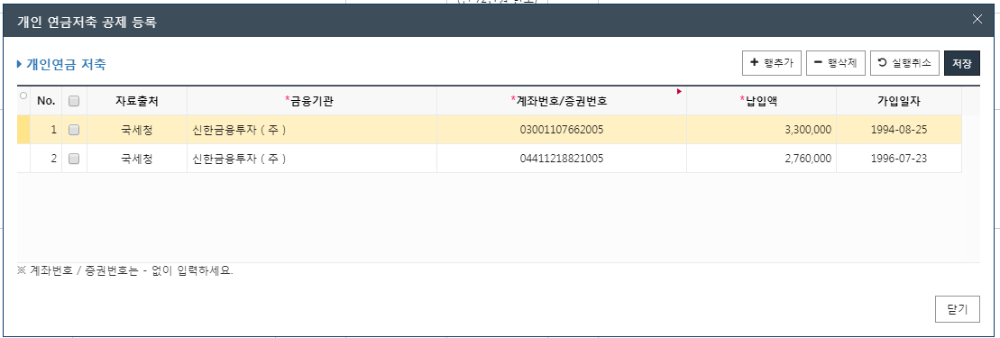 개인 연금저축 공제 등록
개인연금 저축
행추가 행삭제 실행취소 저장
No. 자료출처 *금융기관 *계좌번호/증권번호 *납입액 가입일자
1 국세청 신한금융투자 ( 주 ) 03001107662005 3,300,000 1994-08-25
2 국세청 신한금융투자 ( 주 ) 04411218821005 2,760,000 1996-07-23
※ 계좌번호 / 증권번호는 - 없이 입력하세요.
닫기